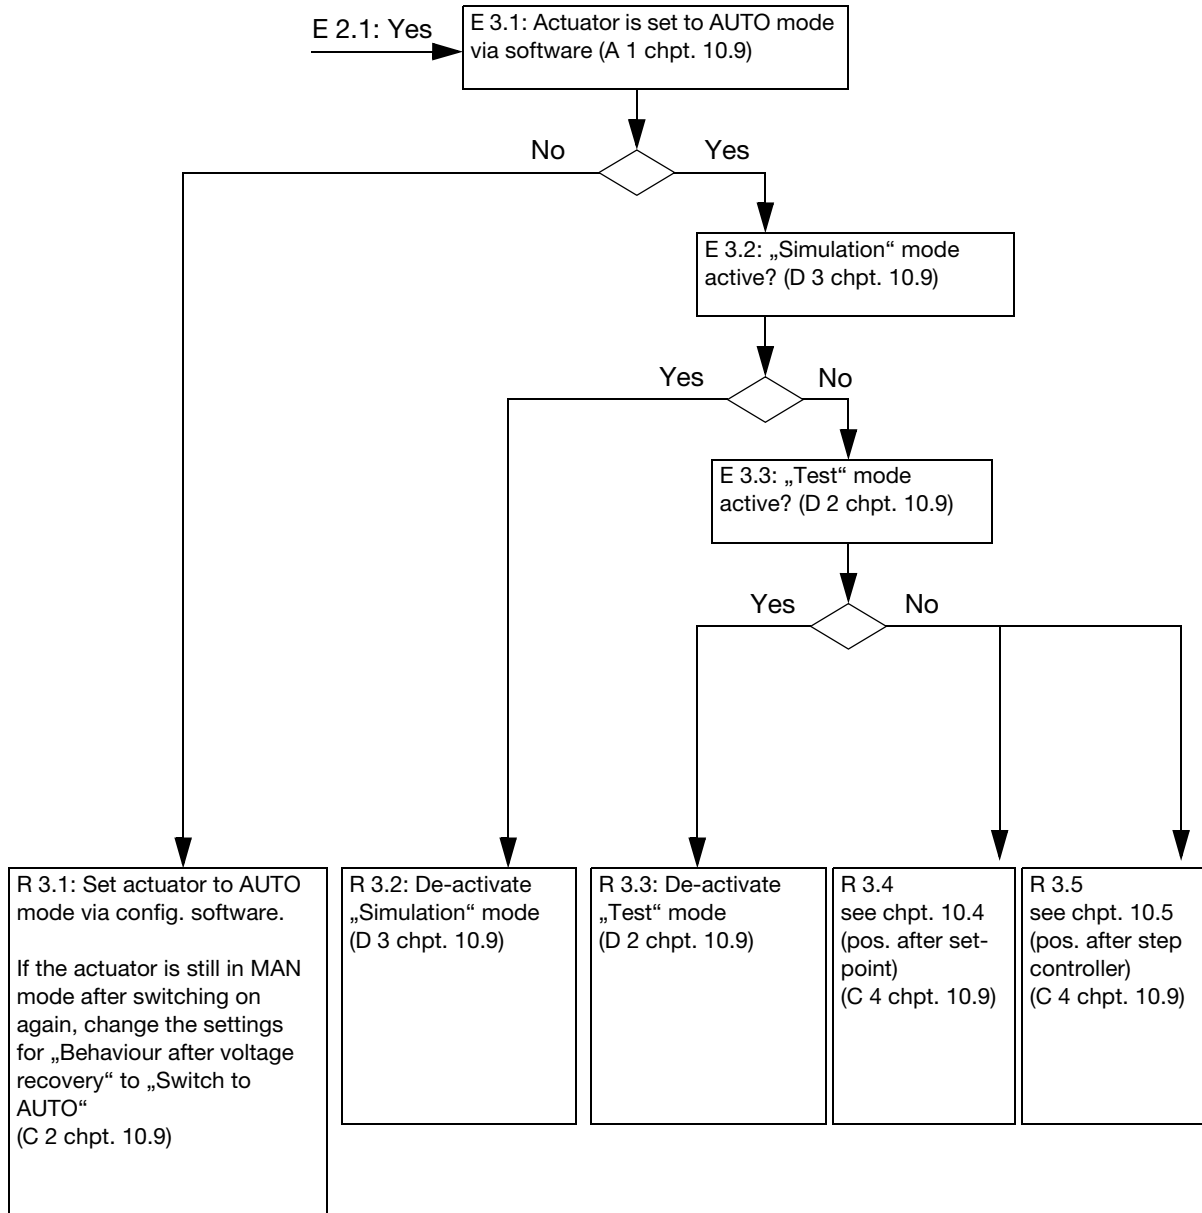 E 2.1: Yes
E 3.1: Actuator is set to AUTO mode
via software (A 1 chpt. 10.9)
No
Yes
E 3.2: „Simulation“ mode
active? (D 3 chpt. 10.9)
Yes
No
E 3.3: „Test“ mode
active? (D 2 chpt. 10.9)
Yes
No
R 3.1: Set actuator to AUTO
mode via config. software.
If the actuator is still in MAN
mode after switching on
again, change the settings
for „Behaviour after voltage
recovery“ to „Switch to
AUTO“
(C 2 chpt. 10.9)
R 3.2: De-activate
„Simulation“ mode
(D 3 chpt. 10.9)
R 3.3: De-activate
„Test“ mode
(D 2 chpt. 10.9)
R 3.4
see chpt. 10.4
(pos. after set-
point)
(C 4 chpt. 10.9)
R 3.5
see chpt. 10.5
(pos. after step
controller)
(C 4 chpt. 10.9)